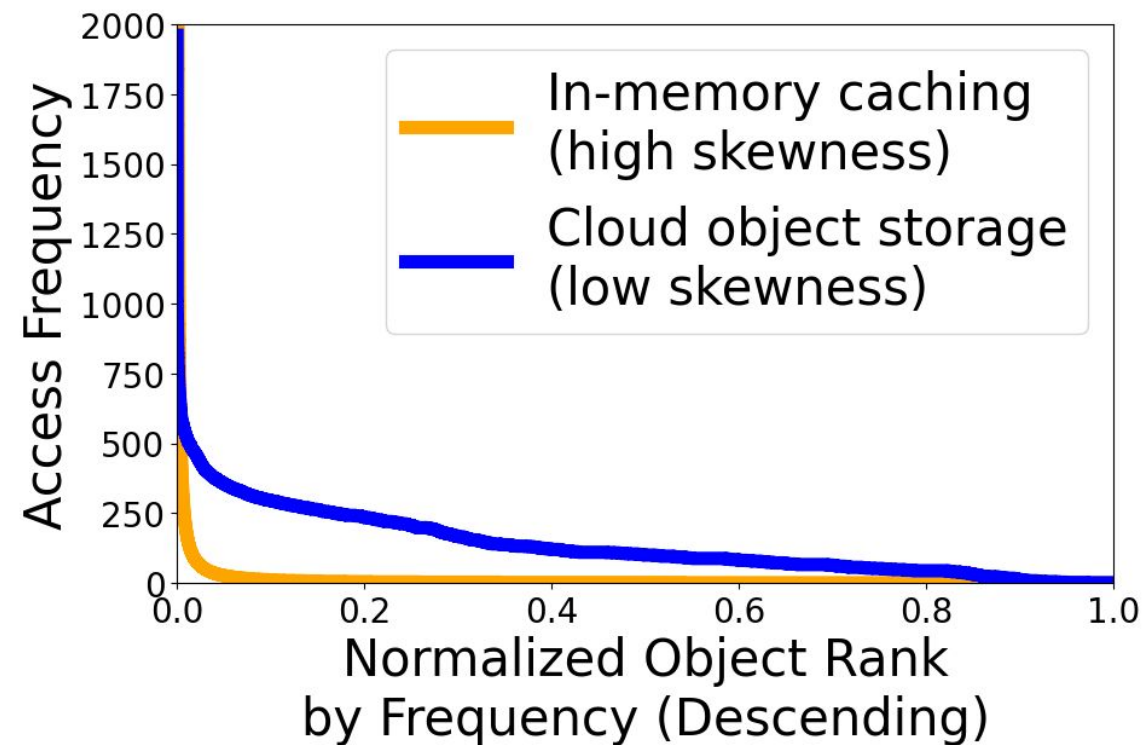 2000
1750
1500
1250
1000
750
500
250
0
Access Frequency
In-memory caching
(high skewness)
Cloud object storage
(low skewness)
0.0 0.2 0.4 0.6 0.8 1.0
Normalized Object Rank
by Frequency (Descending)